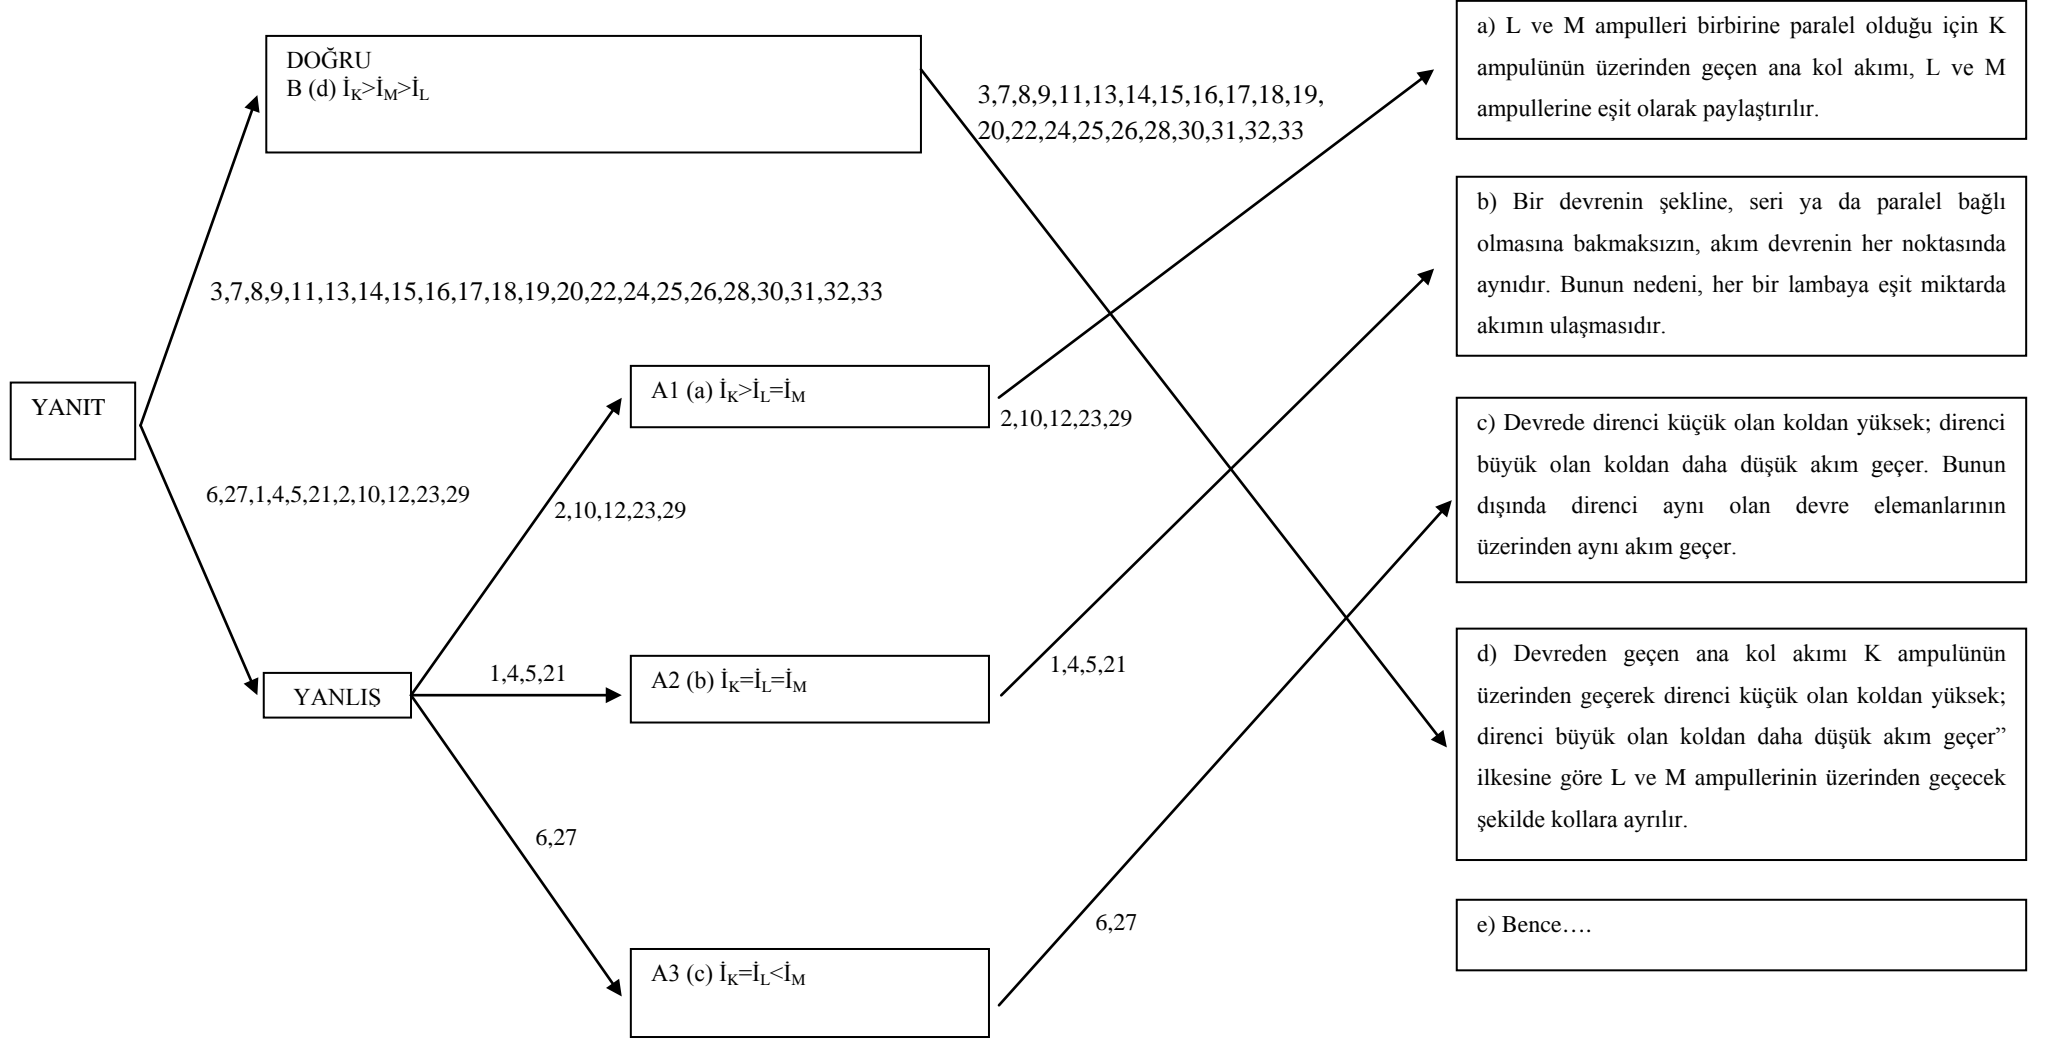 DOĞRU
B (d) İK>İM>İL
3,7,8,9,11,13,14,15,16,17,18,19,
20,22,24,25,26,28,30,31,32,33
3,7,8,9,11,13,14,15,16,17,18,19,20,22,24,25,26,28,30,31,32,33
YANIT
6,27,1,4,5,21,2,10,12,23,29
A1 (a) İK>İL=İM
2,10,12,23,29
2,10,12,23,29
YANLIŞ
1,4,5,21
A2 (b) İK=İL=İM
1,4,5,21
6,27
A3 (c) İK=İL<İM
6,27
a) L ve M ampulleri birbirine paralel olduğu için K
ampulünün üzerinden geçen ana kol akımı, L ve M
ampullerine eşit olarak paylaştırılır.
b) Bir devrenin şekline, seri ya da paralel bağlı
olmasına bakmaksızın, akım devrenin her noktasında
aynıdır. Bunun nedeni, her bir lambaya eşit miktarda
akımın ulaşmasıdır.
c) Devrede direnci küçük olan koldan yüksek; direnci
büyük olan koldan daha düşük akım geçer. Bunun
dışında direnci aynı olan devre elemanlarının
üzerinden aynı akım geçer.
d) Devreden geçen ana kol akımı K ampulünün
üzerinden geçerek direnci küçük olan koldan yüksek;
direnci büyük olan koldan daha düşük akım geçer”
ilkesine göre L ve M ampullerinin üzerinden geçecek
şekilde kollara ayrılır.
e) Bence….